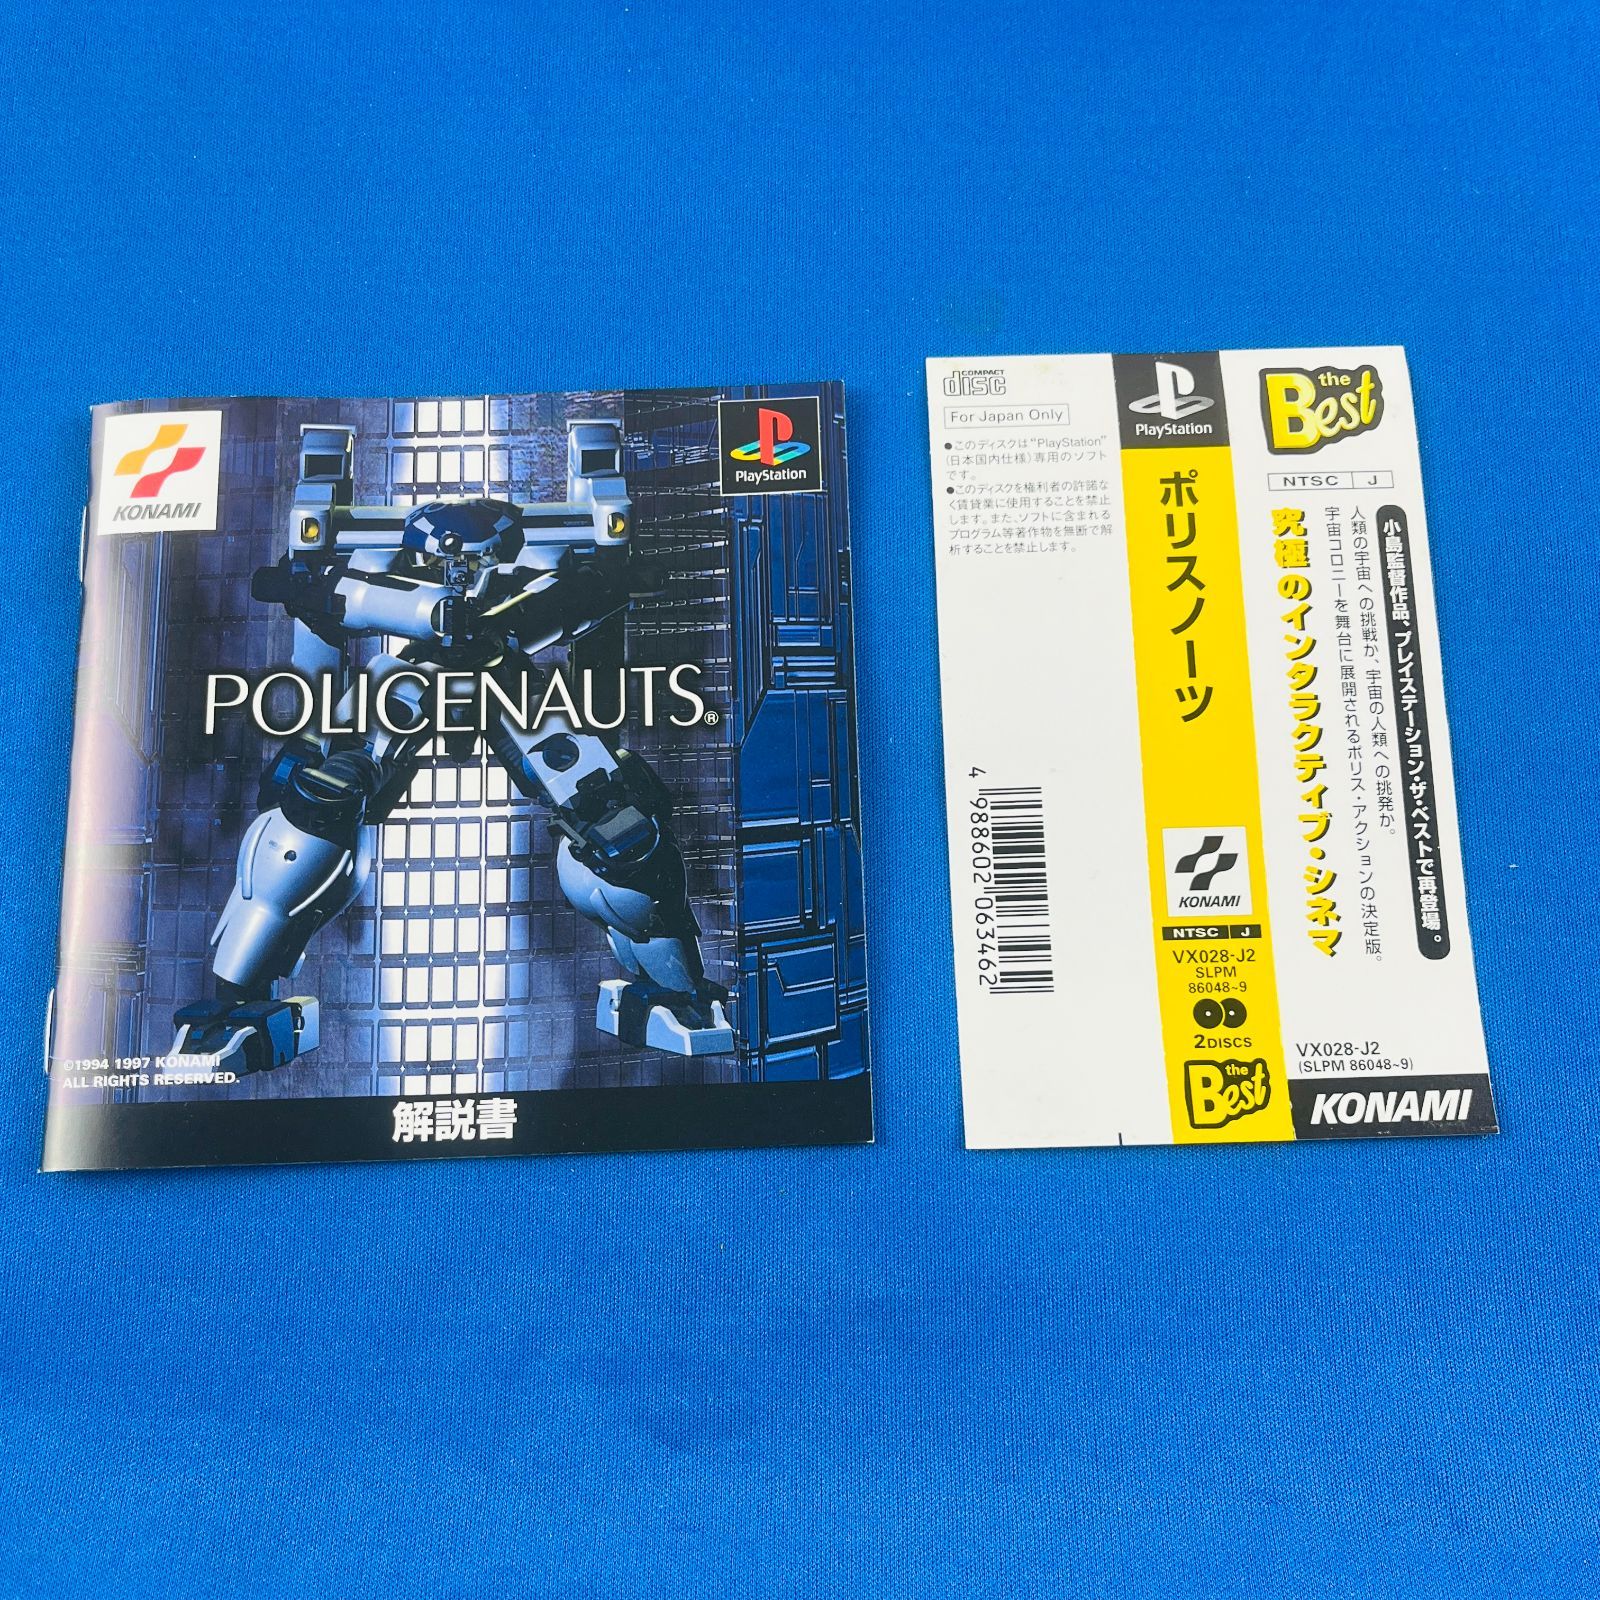 KONAMI
PlayStation
POLICENAUTS®
©1994 1997 KONAMI
ALL RIGHTS RESERVED.
解説書
COMPACT
disc
For Japan Only
●このディスクは"PlayStation"
(日本国内仕様)専用のソフト
です。
●このディスクを権利者の許諾な
く賃貸業に使用することを禁止
します。また、ソフトに含まれる
プログラム等著作物を無断で解
析することを禁止します。
4 988602 063462
PlayStation
ポリスノーツ
KONAMI
NTSC J
VX028-J2
SLPM
86048~9
2DISCS
the Best
the Best
NTSC J
小島監督作品、プレイステーション・ザ・ベストで再登場。
人類の宇宙への挑戦か、宇宙の人類への挑発か。
宇宙コロニーを舞台に展開されるポリス・アクションの決定版。
究極のインタラクティブ・シネマ
VX028-J2
(SLPM 86048~9)
KONAMI